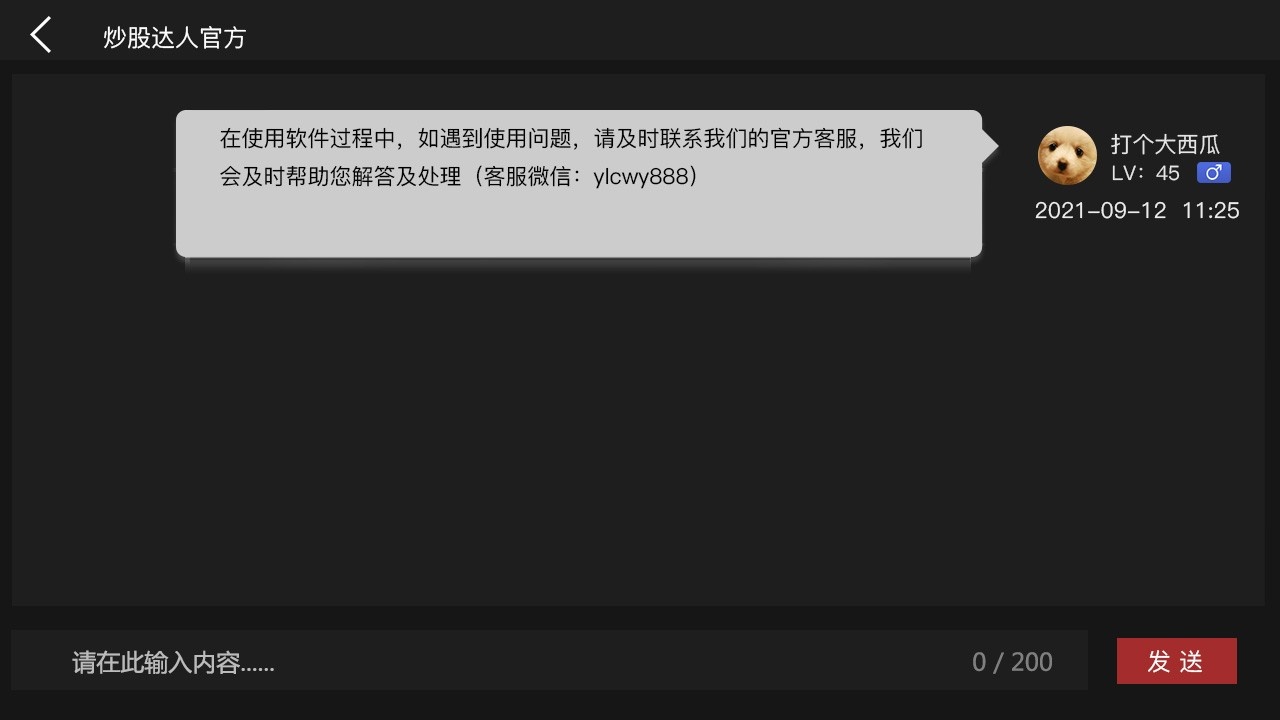 炒股达人官方
在使用软件过程中，如遇到使用问题，请及时联系我们的官方客服，我们
会及时帮助您解答及处理（客服微信：ylcwy888）
打个大西瓜
LV：45
2021-09-12 11:25
请在此输入内容......
0 / 200
发 送